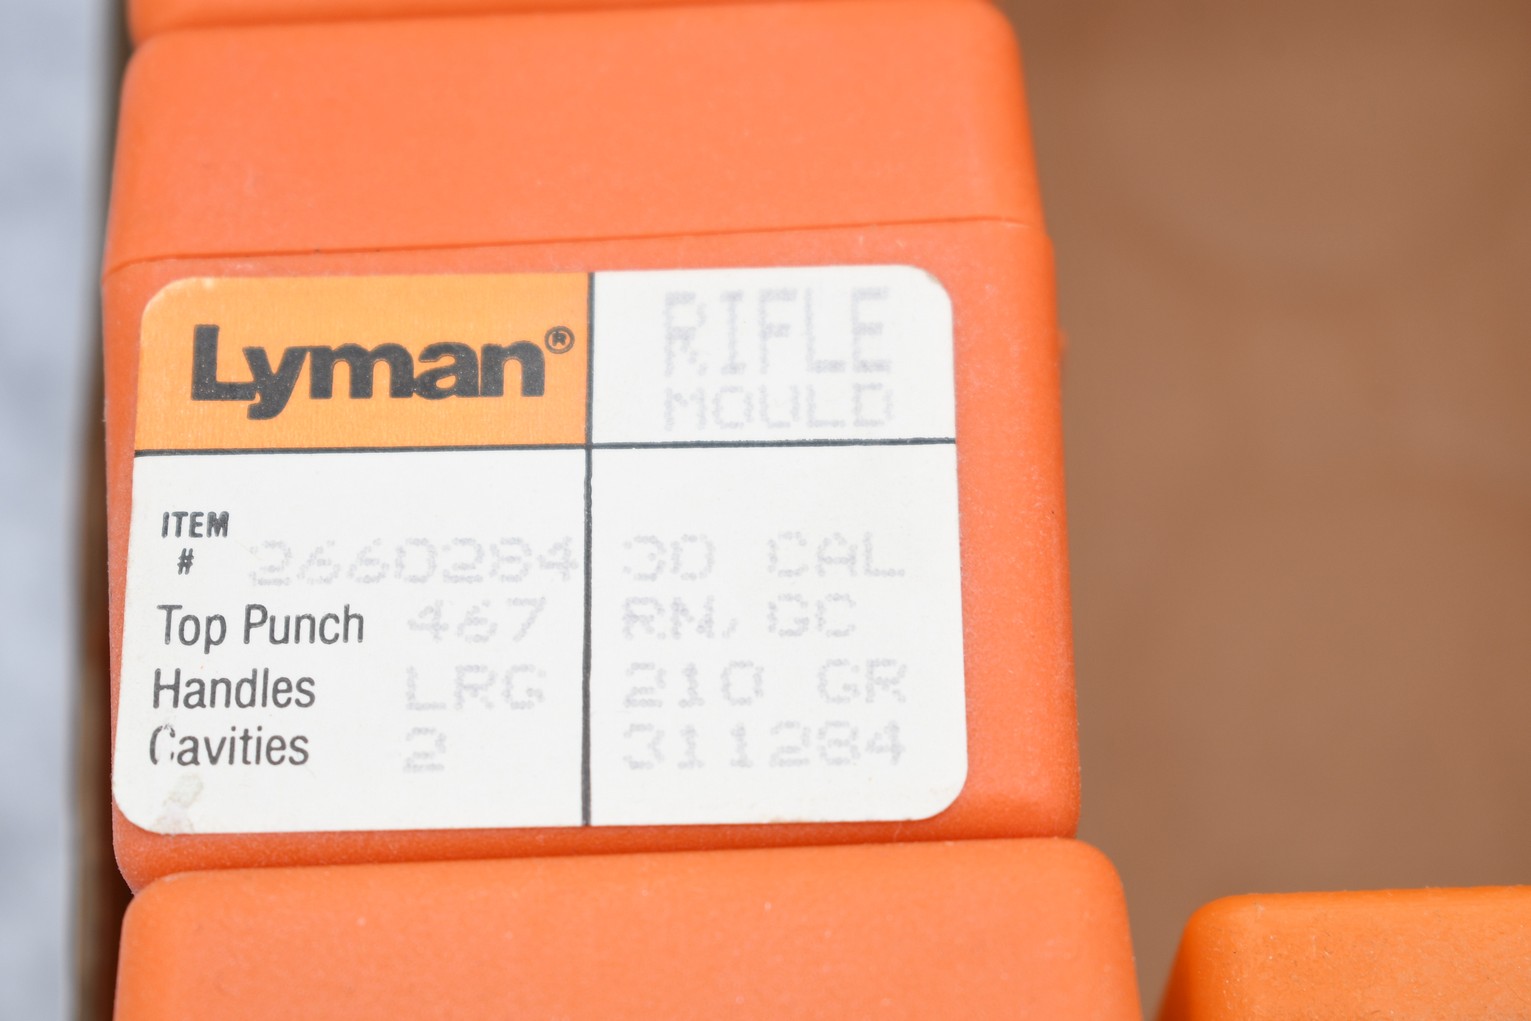 Lyman®
RIFLE
MOULD
ITEM
# 2660284
Top Punch 467
Handles LRG
Cavities 2
30 CAL
RN, GC
210 GR
311284